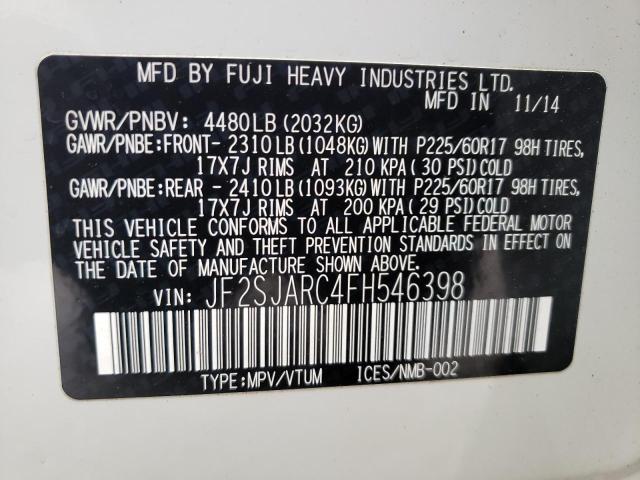 MFD BY FUJI HEAVY INDUSTRIES LTD.
MFD IN 11/14
GVWR/PNBV: 4480LB (2032KG)
GAWR/PNBE:FRONT- 2310LB(1048KG)WITH P225/60R17 98H TIRES,
17X7J RIMS AT 210 KPA (30 PSI)COLD
GAWR/PNBE:REAR - 2410LB(1093KG)WITH P225/60R17 98H TIRES,
17X7J RIMS AT 200 KPA (29 PSI)COLD
THIS VEHICLE CONFORMS TO ALL APPLICABLE FEDERAL MOTOR
VEHICLE SAFETY AND THEFT PREVENTION STANDARDS IN EFFECT ON
THE DATE OF MANUFACTURE SHOWN ABOVE.
VIN: JF2SJARC4FH546398
TYPE:MPV/VTUM ICES/NMB-002